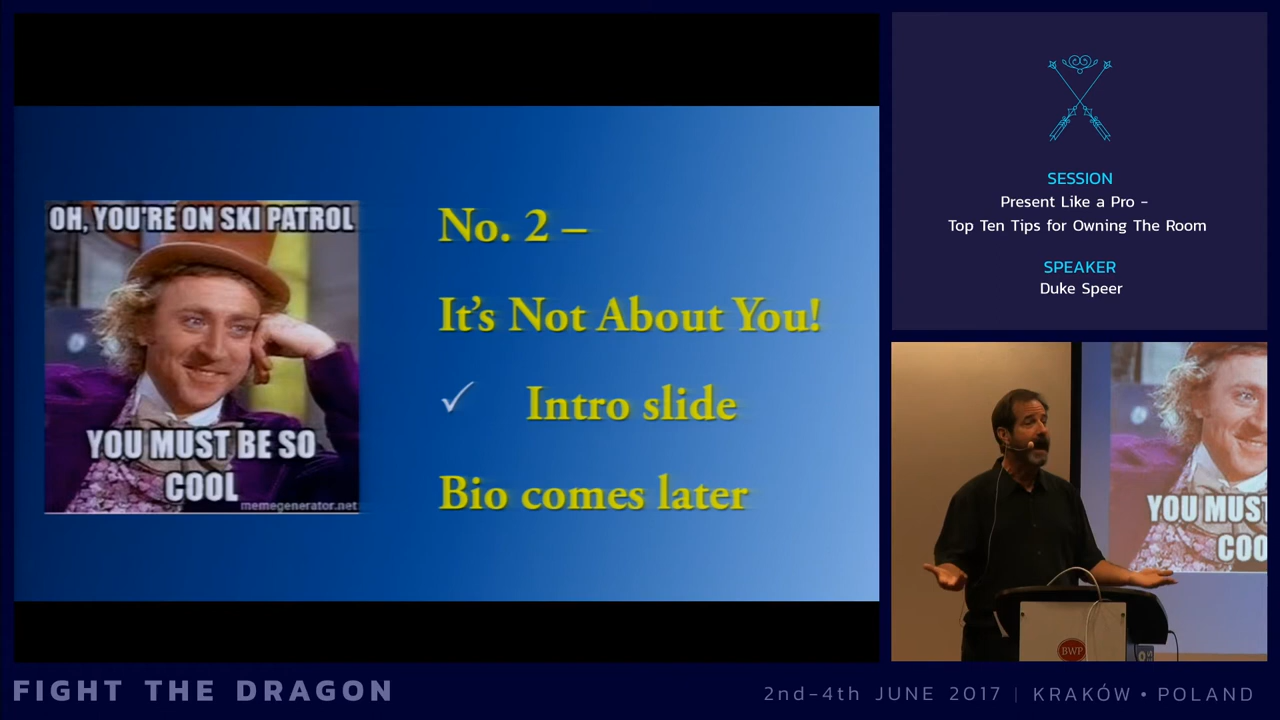 OH, YOU'RE ON SKI PATROL
YOU MUST BE SO
COOL
memegenerator.net
No. 2 –
It's Not About You!
✓ Intro slide
Bio comes later
SESSION
Present Like a Pro -
Top Ten Tips for Owning The Room
SPEAKER
Duke Speer
YOU MUST
COO
BWP
FIGHT THE DRAGON
2nd-4th JUNE 2017 | KRAKÓW • POLAND